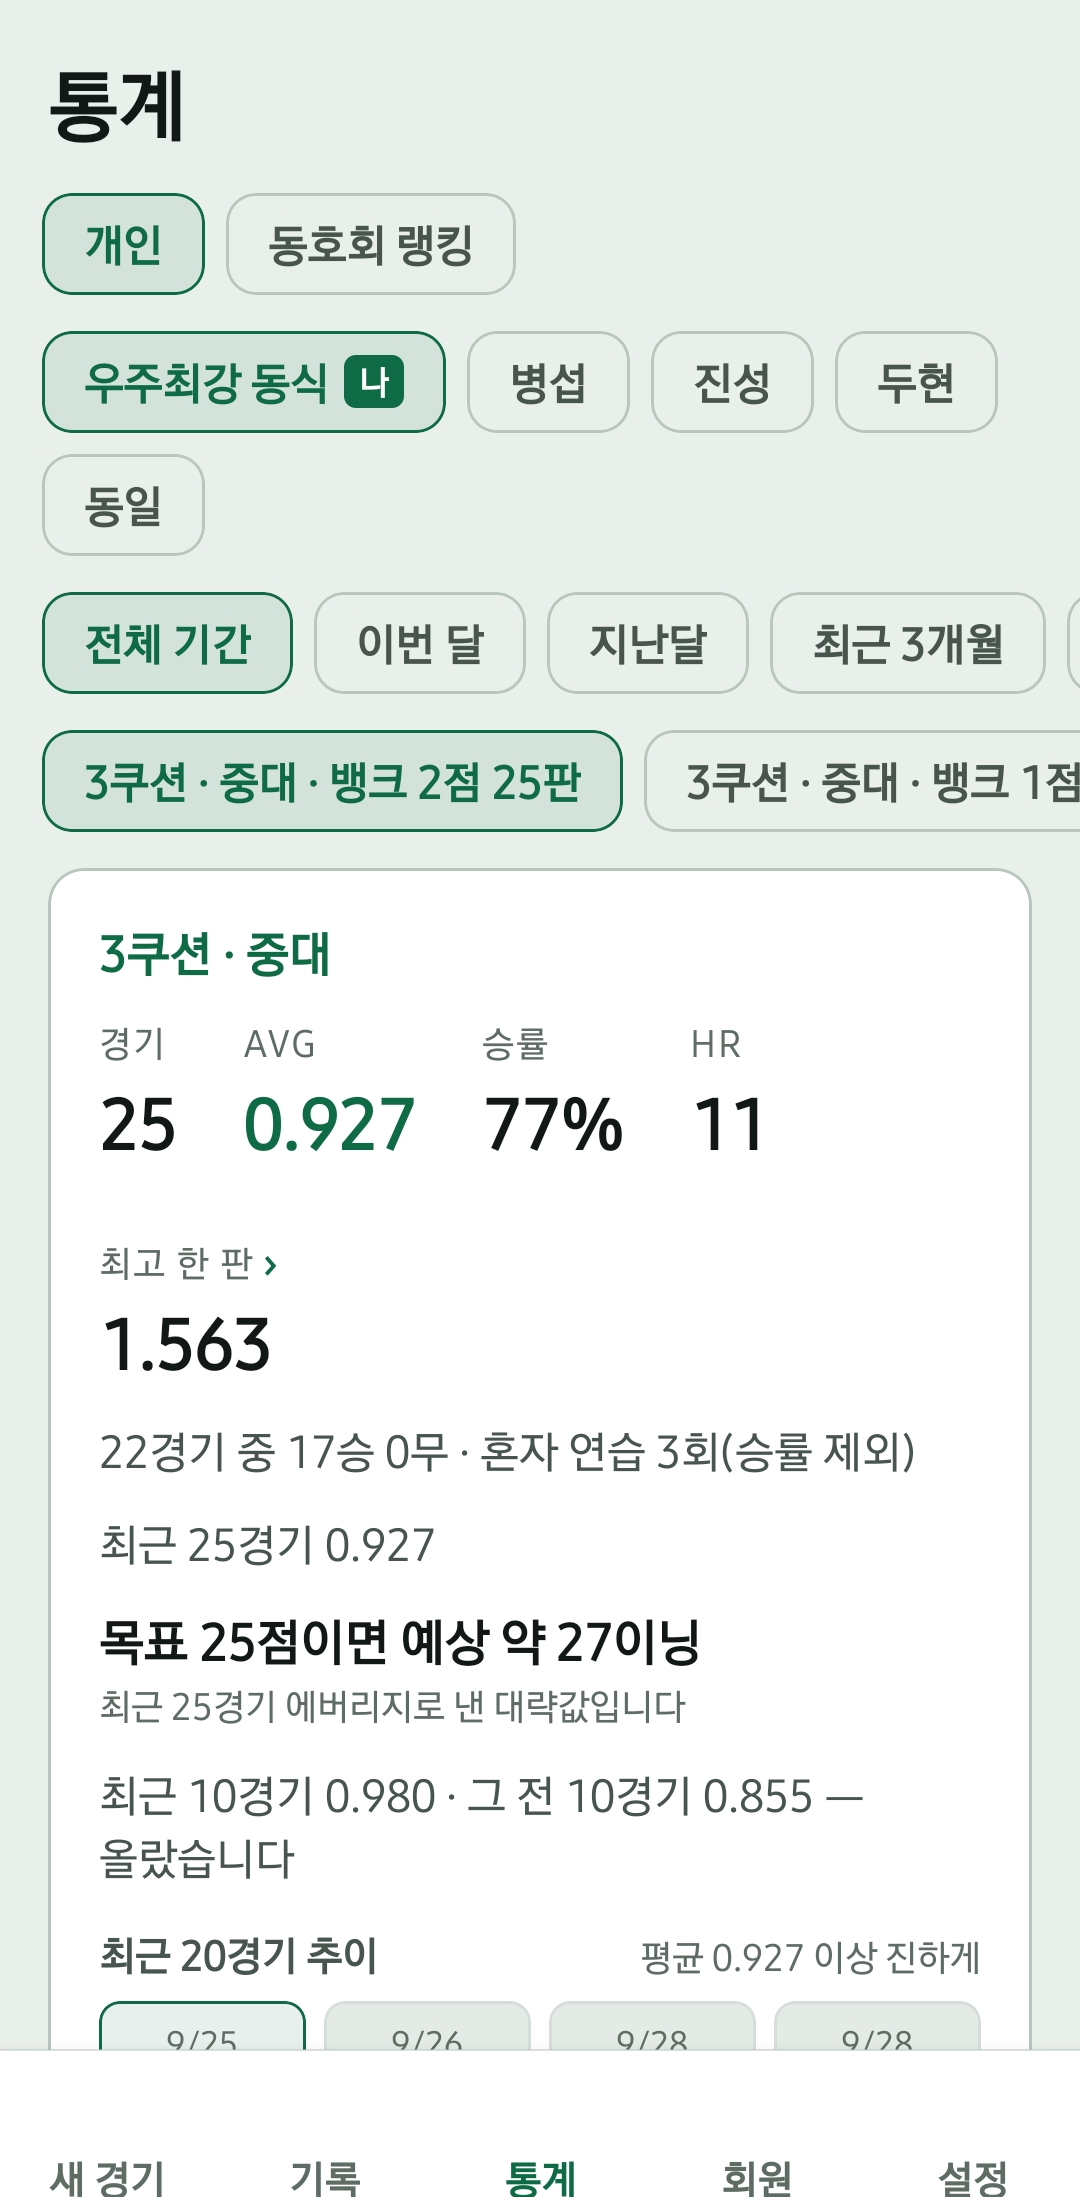 통계
개인 동호회 랭킹
우주최강 동식 나 병섭 진성 두현
동일
전체 기간 이번 달 지난달 최근 3개월
3쿠션 · 중대 · 뱅크 2점 25판 3쿠션 · 중대 · 뱅크 1점
3쿠션 · 중대
경기 AVG 승률 HR
25 0.927 77% 11
최고 한 판 ›
1.563
22경기 중 17승 0무 · 혼자 연습 3회(승률 제외)
최근 25경기 0.927
목표 25점이면 예상 약 27이닝
최근 25경기 에버리지로 낸 대략값입니다
최근 10경기 0.980 · 그 전 10경기 0.855 —
올랐습니다
최근 20경기 추이 평균 0.927 이상 진하게
9/25 9/26 9/28 9/28
새 경기 기록 통계 회원 설정